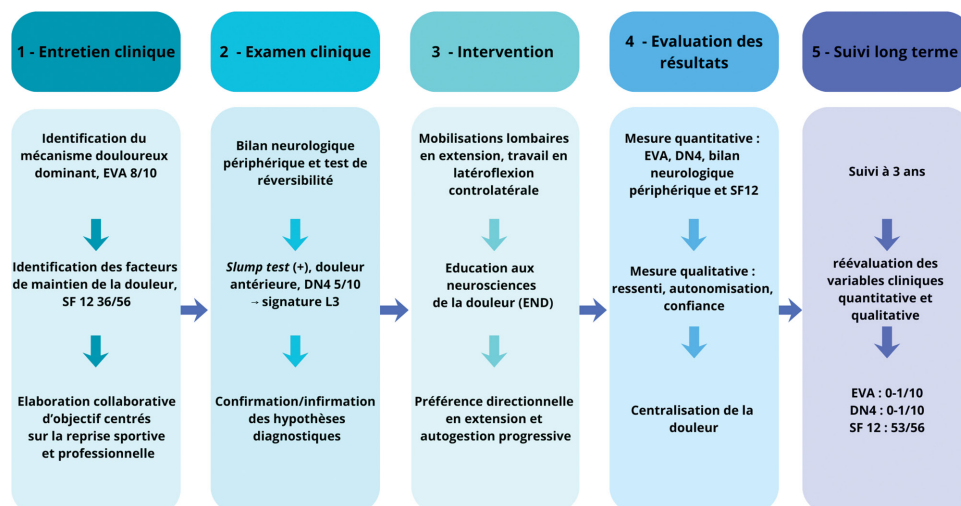 1 - Entretien clinique
Identification du
mécanisme douloureux
dominant, EVA 8/10
Identification des facteurs
de maintien de la douleur,
SF 12 36/56
Elaboration collaborative
d'objectif centrés
sur la reprise sportive
et professionnelle
2 - Examen clinique
Bilan neurologique
périphérique et test de
réversibilité
Slump test (+), douleur
antérieure, DN4 5/10
→ signature L3
Confirmation/infirmation
des hypothèses
diagnostiques
3 - Intervention
Mobilisations lombaires
en extension, travail en
latéroflexion
controlatérale
Education aux
neurosciences
de la douleur (END)
Préférence directionnelle
en extension et
autogestion progressive
4 - Evaluation des
résultats
Mesure quantitative :
EVA, DN4, bilan
neurologique
périphérique et SF12
Mesure qualitative :
ressenti, autonomisation,
confiance
Centralisation de la
douleur
5 - Suivi long terme
Suivi à 3 ans
réévaluation des
variables cliniques
quantitative et
qualitative
EVA : 0-1/10
DN4 : 0-1/10
SF 12 : 53/56